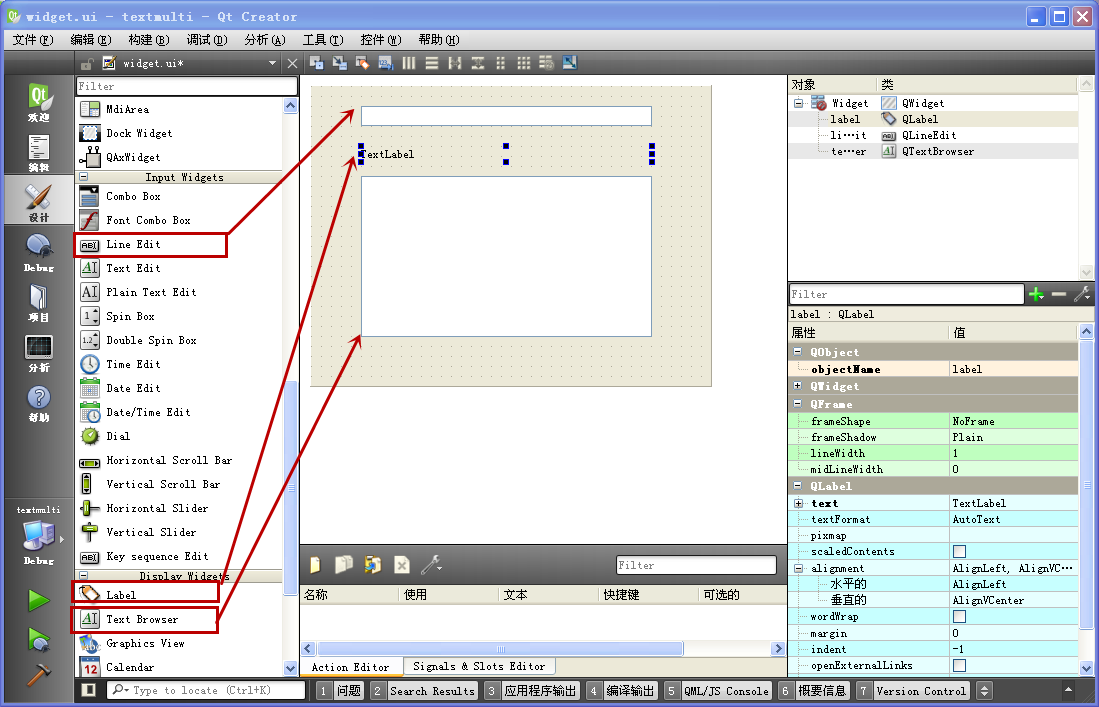 widget.ui - textmulti - Qt Creator
文件(F) 编辑(E) 构建(B) 调试(D) 分析(A) 工具(T) 控件(W) 帮助(H)
widget.ui*
欢迎
编辑
设计
Debug
项目
分析
帮助
textmulti
Debug
Filter
MdiArea
Dock Widget
QAxWidget
Input Widgets
Combo Box
Font Combo Box
Line Edit
Text Edit
Plain Text Edit
Spin Box
Double Spin Box
Time Edit
Date Edit
Date/Time Edit
Dial
Horizontal Scroll Bar
Vertical Scroll Bar
Horizontal Slider
Vertical Slider
Key sequence Edit
Display Widgets
Label
Text Browser
Graphics View
Calendar
TextLabel
Filter
名称 使用 文本 快捷键 可选的
Action Editor Signals & Slots Editor
对象 类
Widget QWidget
label QLabel
li···it QLineEdit
te···er QTextBrowser
Filter
label : QLabel
属性 值
QObject
objectName label
QWidget
QFrame
frameShape NoFrame
frameShadow Plain
lineWidth 1
midLineWidth 0
QLabel
text TextLabel
textFormat AutoText
pixmap
scaledContents
alignment AlignLeft, AlignVC···
水平的 AlignLeft
垂直的 AlignVCenter
wordWrap
margin 0
indent -1
openExternalLinks
Type to locate (Ctrl+K) 1 问题 2 Search Results 3 应用程序输出 4 编译输出 5 QML/JS Console 6 概要信息 7 Version Control